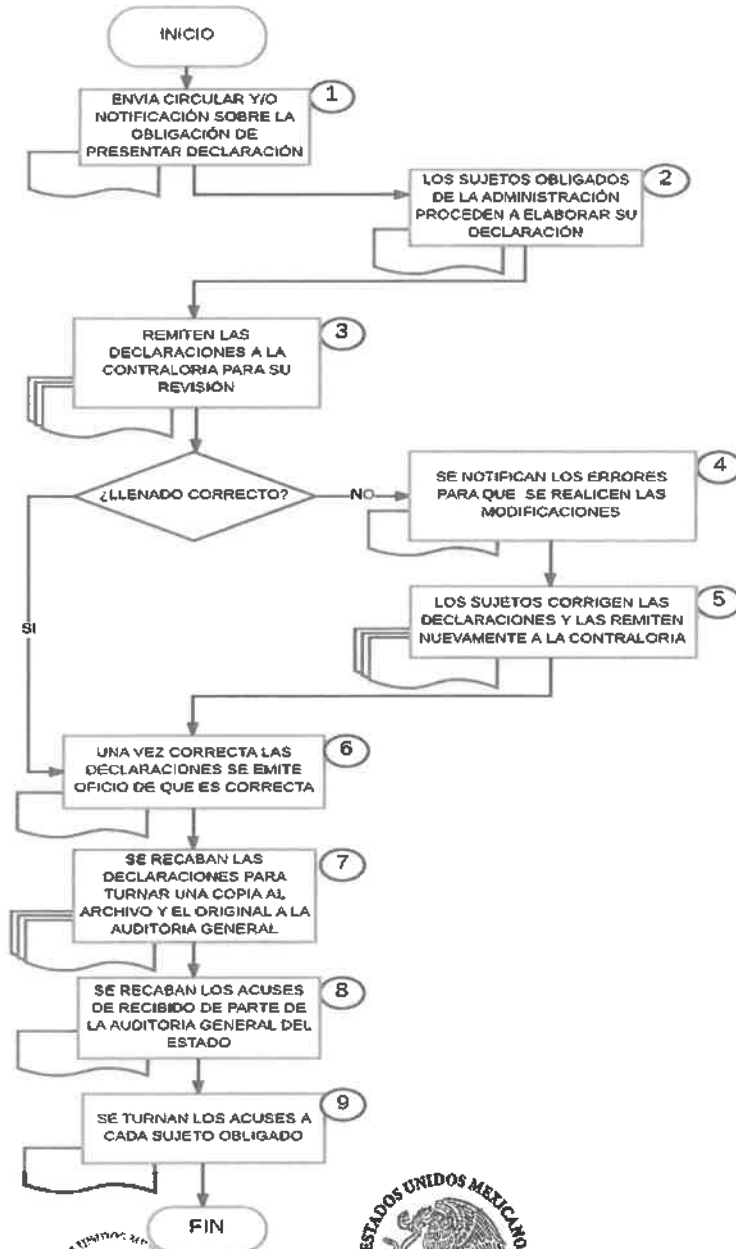 INICIO
1
ENVIA CIRCULAR Y/O
NOTIFICACIÓN SOBRE LA
OBLIGACIÓN DE
PRESENTAR DECLARACIÓN
2
LOS SUJETOS OBLIGADOS
DE LA ADMINISTRACIÓN
PROCEDEN A ELABORAR SU
DECLARACIÓN
3
REMITEN LAS
DECLARACIONES A LA
CONTRALORIA PARA SU
REVISIÓN
¿LLENADO CORRECTO?
NO
4
SE NOTIFICAN LOS ERRORES
PARA QUE SE REALICEN LAS
MODIFICACIONES
5
LOS SUJETOS CORRIGEN LAS
DECLARACIONES Y LAS REMITEN
NUEVAMENTE A LA CONTRALORIA
SI
6
UNA VEZ CORRECTA LAS
DECLARACIONES SE EMITE
OFICIO DE QUE ES CORRECTA
7
SE RECABAN LAS
DECLARACIONES PARA
TURNAR UNA COPIA AL
ARCHIVO Y EL ORIGINAL A LA
AUDITORIA GENERAL
8
SE RECABAN LOS ACUSES
DE RECIBIDO DE PARTE DE
LA AUDITORIA GENERAL DEL
ESTADO
9
SE TURNAN LOS ACUSES A
CADA SUJETO OBLIGADO
FIN
ESTADOS UNIDOS MEXICANO